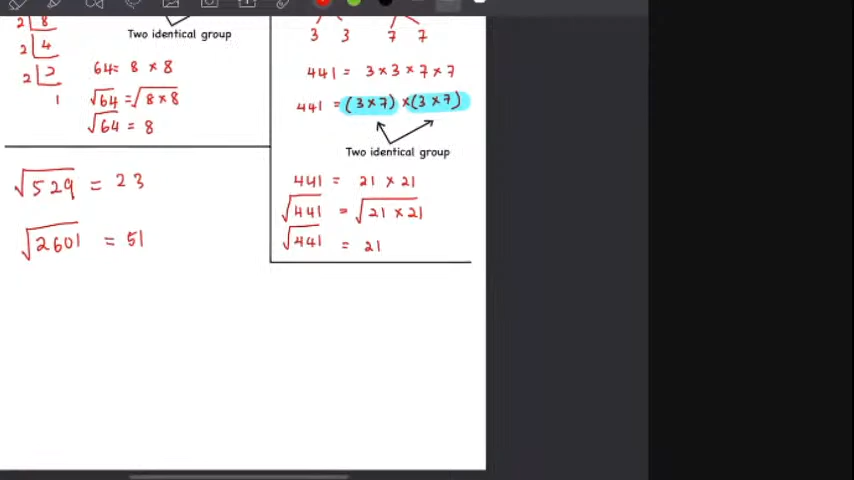 2 8
2 4
2 2
1
Two identical group
64 = 8 × 8
√64 = √8 × 8
√64 = 8
3 3 7 7
441 = 3 × 3 × 7 × 7
441 = (3 × 7) × (3 × 7)
Two identical group
441 = 21 × 21
√441 = √21 × 21
√441 = 21
√529 = 23
√2601 = 51